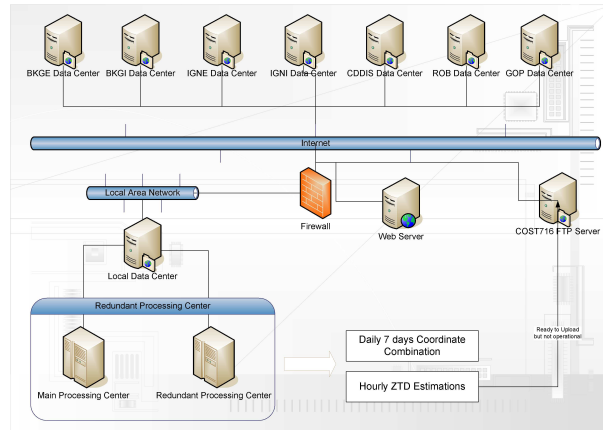 BKGE Data Center
BKGI Data Center
IGNE Data Center
IGNI Data Center
CDDIS Data Center
ROB Data Center
GOP Data Center
Internet
Local Area Network
Firewall
Web Server
COST716 FTP Server
Local Data Center
Redundant Processing Center
Main Processing Center
Redundant Processing Center
Daily 7 days Coordinate
Combination
Hourly ZTD Estimations
Ready to Upload
but not operational